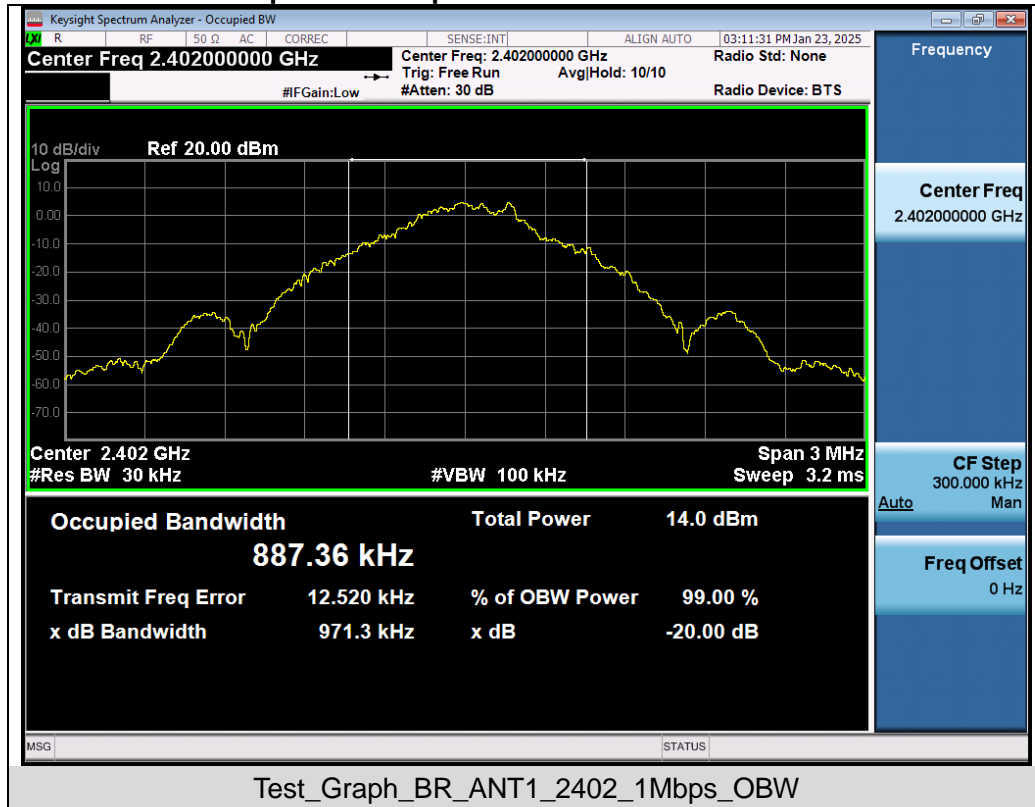 Keysight Spectrum Analyzer - Occupied BW
LXI R RF 50 Ω AC CORREC SENSE:INT ALIGN AUTO 03:11:31 PM Jan 23, 2025
Center Freq 2.402000000 GHz
Center Freq: 2.402000000 GHz
Radio Std: None
Trig: Free Run Avg|Hold: 10/10
#IFGain:Low
#Atten: 30 dB
Radio Device: BTS
Frequency
10 dB/div Ref 20.00 dBm
Log
10.0
0.00
-10.0
-20.0
-30.0
-40.0
-50.0
-60.0
-70.0
Center 2.402 GHz
Span 3 MHz
#Res BW 30 kHz
#VBW 100 kHz
Sweep 3.2 ms
Center Freq
2.402000000 GHz
CF Step
300.000 kHz
Auto Man
Freq Offset
0 Hz
Occupied Bandwidth
Total Power 14.0 dBm
887.36 kHz
Transmit Freq Error 12.520 kHz
% of OBW Power 99.00 %
x dB Bandwidth 971.3 kHz
x dB -20.00 dB
MSG
STATUS
Test_Graph_BR_ANT1_2402_1Mbps_OBW